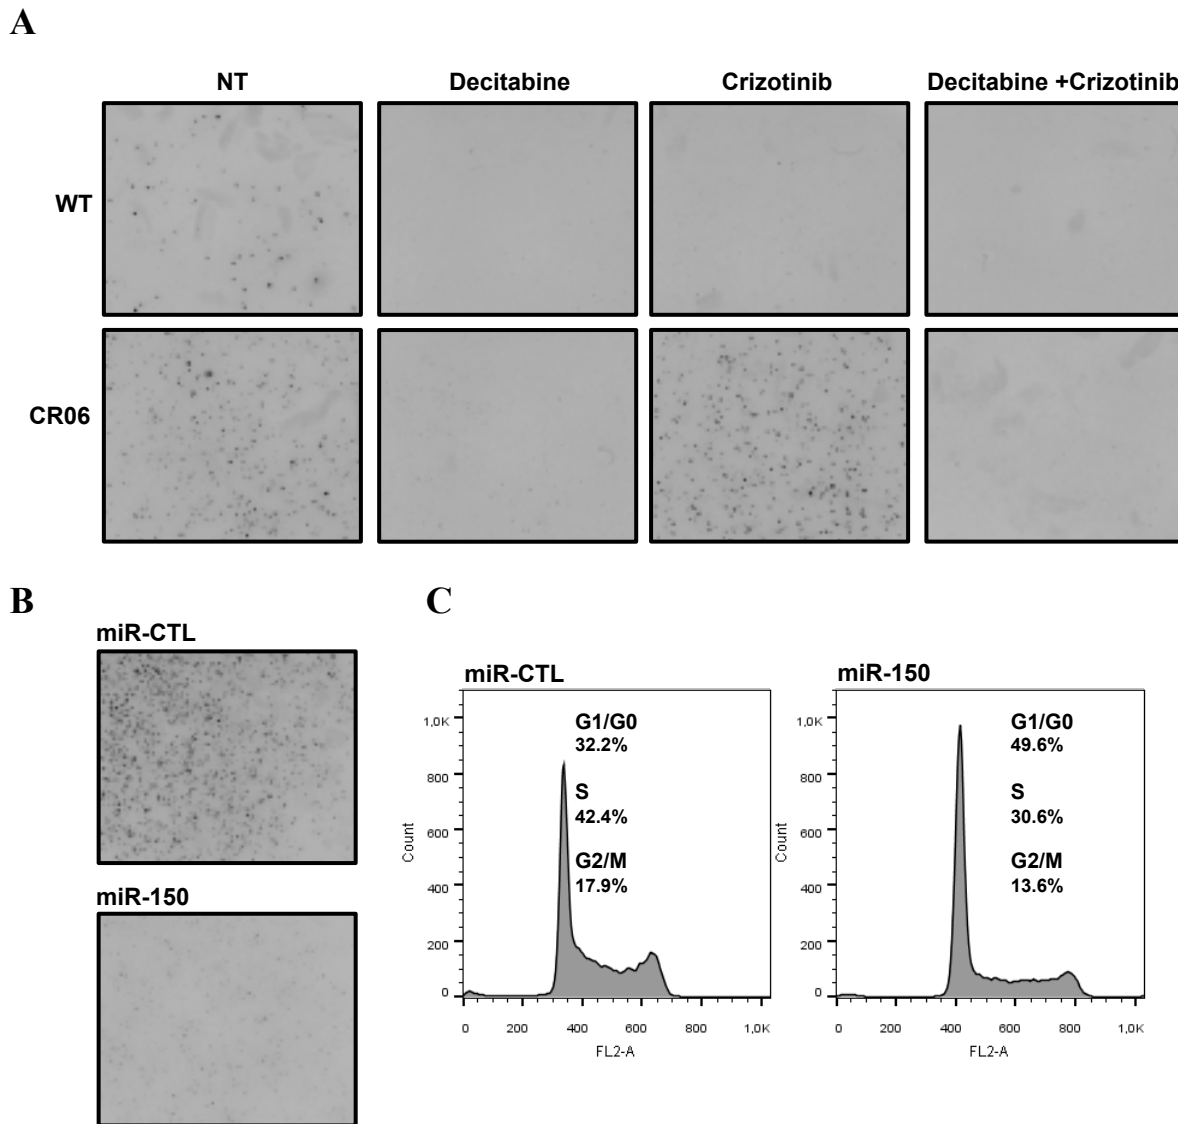 A
NT Decitabine Crizotinib Decitabine +Crizotinib
WT
CR06
B
miR-CTL
miR-150
C
miR-CTL
1,0K
800
600
400
200
0
Count
G1/G0
32.2%
S
42.4%
G2/M
17.9%
0 200 400 600 800 1,0K
FL2-A
miR-150
1,0K
800
600
400
200
0
Count
G1/G0
49.6%
S
30.6%
G2/M
13.6%
0 200 400 600 800 1,0K
FL2-A